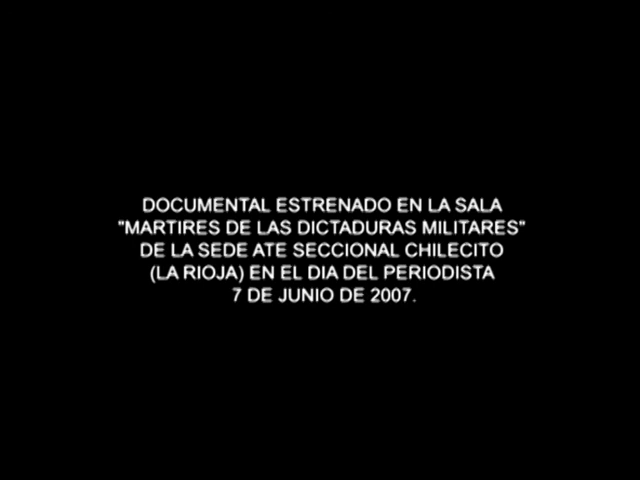 DOCUMENTAL ESTRENADO EN LA SALA
"MARTIRES DE LAS DICTADURAS MILITARES"
DE LA SEDE ATE SECCIONAL CHILECITO
(LA RIOJA) EN EL DIA DEL PERIODISTA
7 DE JUNIO DE 2007.